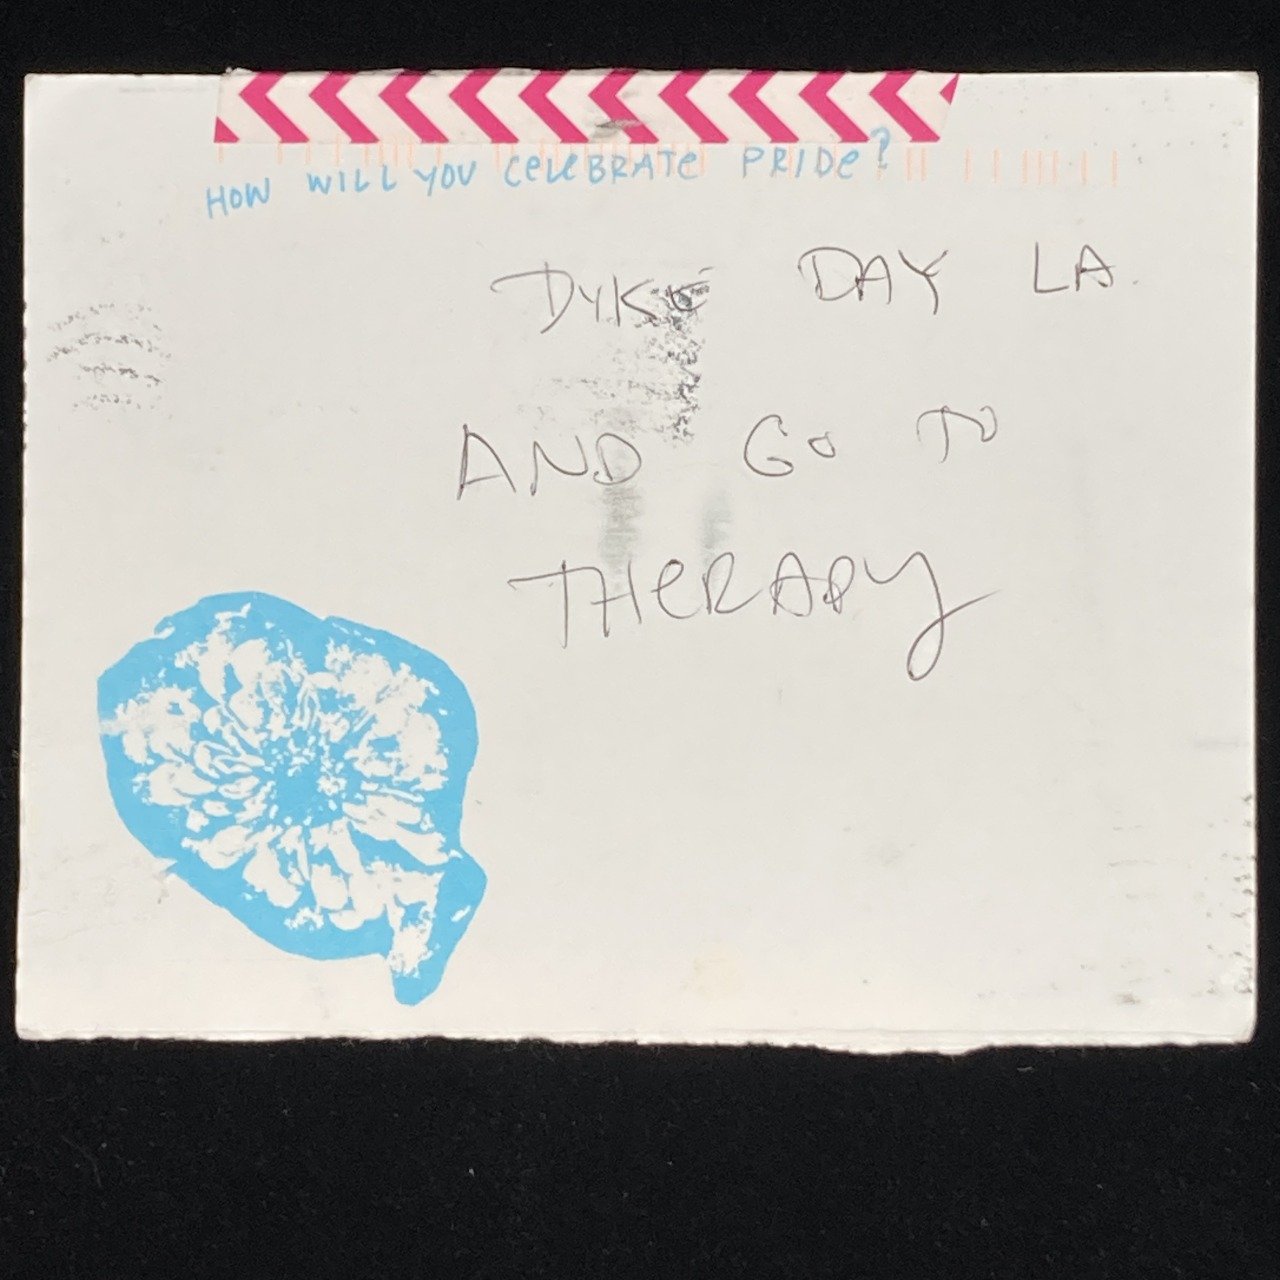 HOW WILL YOU CELEBRATE PRIDE?
DYKE DAY LA
AND GO TO
THERAPY